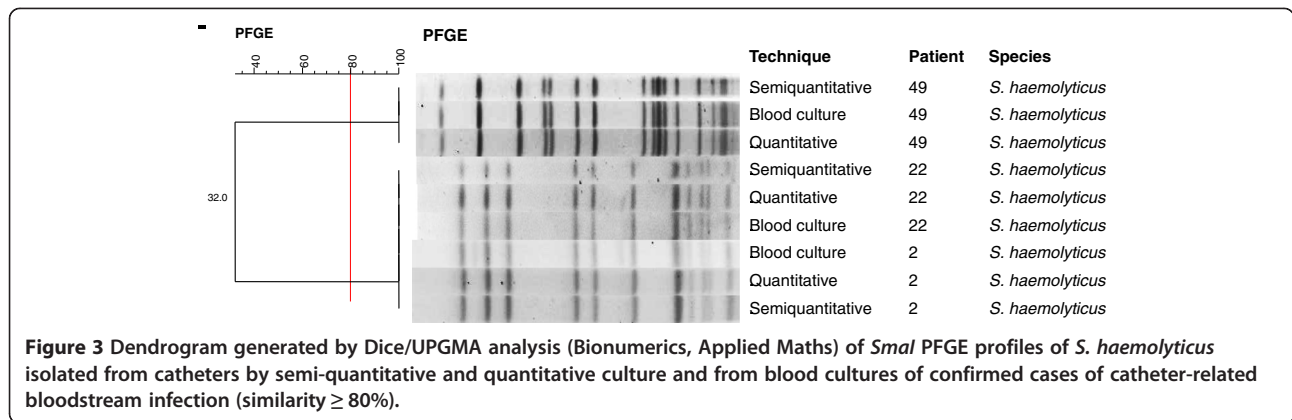 PFGE PFGE
40 60 80 100
Technique Patient Species
Semiquantitative 49 S. haemolyticus
Blood culture 49 S. haemolyticus
Quantitative 49 S. haemolyticus
Semiquantitative 22 S. haemolyticus
32.0 Quantitative 22 S. haemolyticus
Blood culture 22 S. haemolyticus
Blood culture 2 S. haemolyticus
Quantitative 2 S. haemolyticus
Semiquantitative 2 S. haemolyticus
Figure 3 Dendrogram generated by Dice/UPGMA analysis (Bionumerics, Applied Maths) of SmaI PFGE profiles of S. haemolyticus
isolated from catheters by semi-quantitative and quantitative culture and from blood cultures of confirmed cases of catheter-related
bloodstream infection (similarity ≥ 80%).